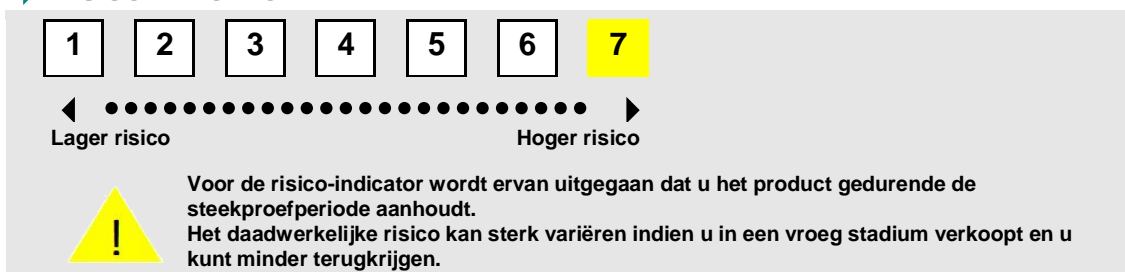 1 2 3 4 5 6 7
Lager risico Hoger risico
!
Voor de risico-indicator wordt ervan uitgegaan dat u het product gedurende de
steekproefperiode aanhoudt.
Het daadwerkelijke risico kan sterk variëren indien u in een vroeg stadium verkoopt en u
kunt minder terugkrijgen.